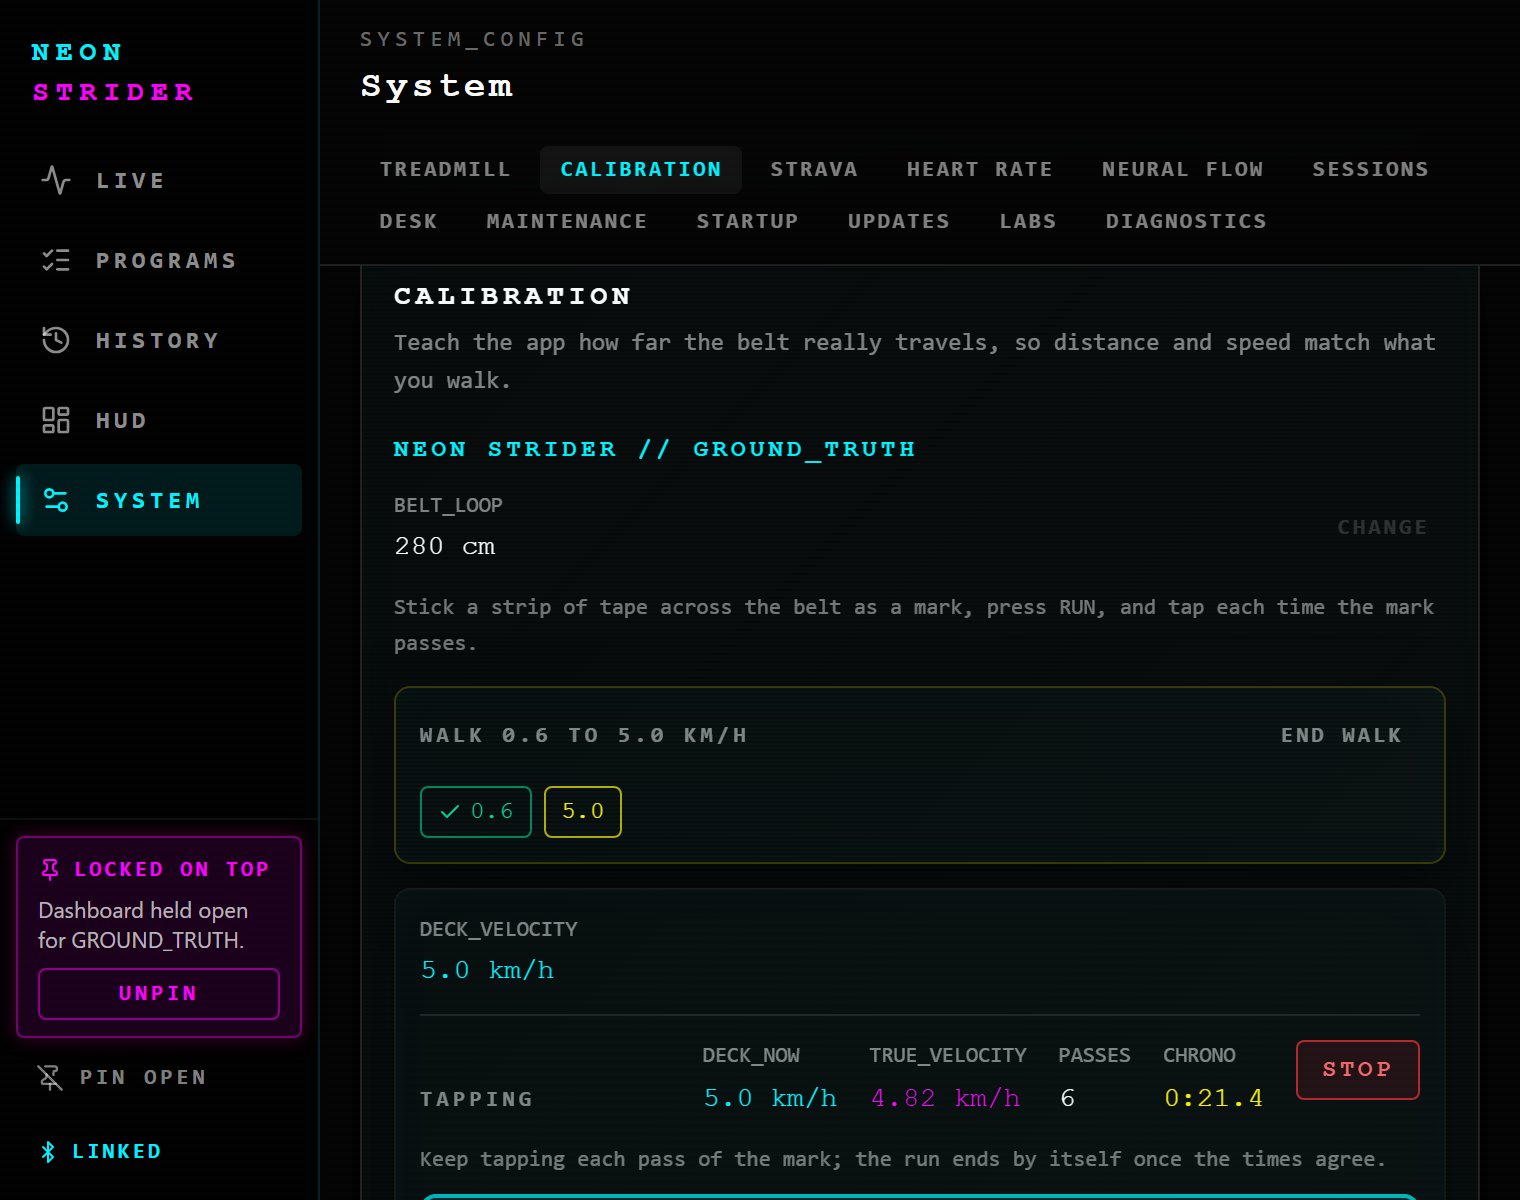 NEON
STRIDER
LIVE
PROGRAMS
HISTORY
HUD
SYSTEM
LOCKED ON TOP
Dashboard held open
for GROUND_TRUTH.
UNPIN
PIN OPEN
LINKED
SYSTEM_CONFIG
System
TREADMILL CALIBRATION STRAVA HEART RATE NEURAL FLOW SESSIONS
DESK MAINTENANCE STARTUP UPDATES LABS DIAGNOSTICS
CALIBRATION
Teach the app how far the belt really travels, so distance and speed match what
you walk.
NEON STRIDER // GROUND_TRUTH
BELT_LOOP
280 cm
CHANGE
Stick a strip of tape across the belt as a mark, press RUN, and tap each time the mark
passes.
WALK 0.6 TO 5.0 KM/H END WALK
0.6 5.0
DECK_VELOCITY
5.0 km/h
DECK_NOW TRUE_VELOCITY PASSES CHRONO
TAPPING 5.0 km/h 4.82 km/h 6 0:21.4
STOP
Keep tapping each pass of the mark; the run ends by itself once the times agree.